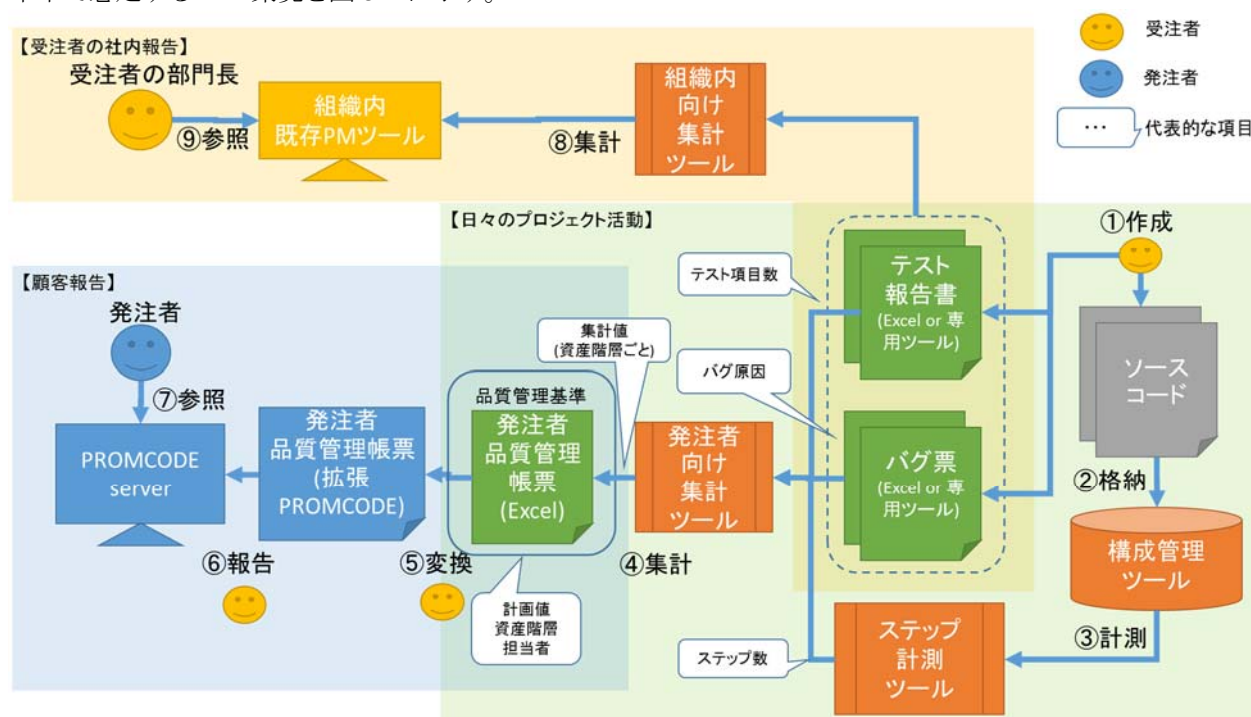 【受注者の社内報告】
受注者の部門長
⑨参照
組織内
既存PMツール
⑧集計
組織内
向け
集計
ツール
受注者
発注者
…
代表的な項目
【日々のプロジェクト活動】
①作成
テスト項目数
テスト
報告書
(Excel or 専
用ツール)
ソース
コード
【顧客報告】
発注者
⑦参照
集計値
(資産階層ごと)
バグ原因
品質管理基準
PROMCODE
server
発注者
品質管理帳票
(拡張
PROMCODE)
発注者
品質管理
帳票
(Excel)
発注者
向け
集計
ツール
バグ票
(Excel or 専
用ツール)
②格納
構成管理
ツール
⑥報告
⑤変換
④集計
計画値
資産階層
担当者
ステップ数
ステップ
計測
ツール
③計測